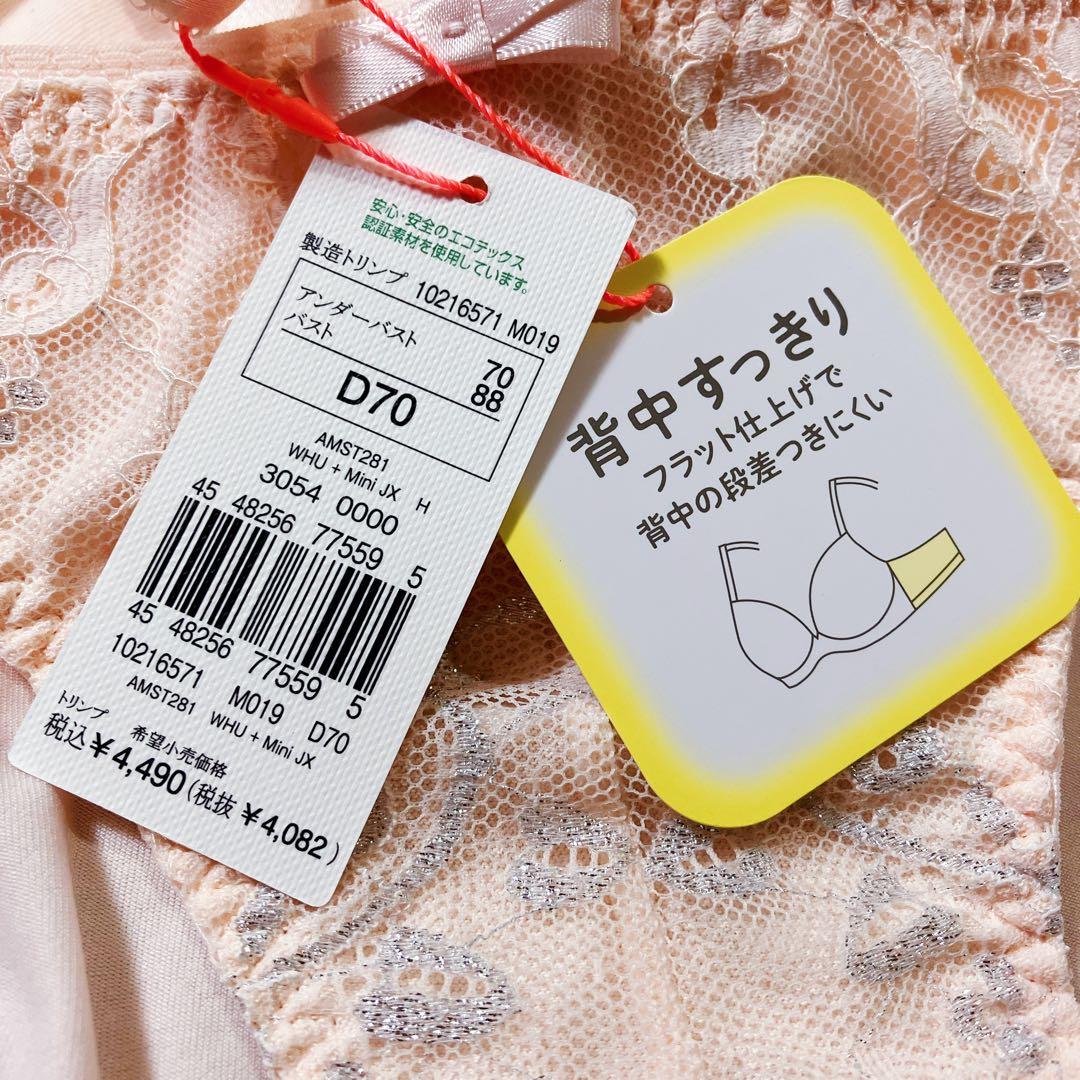 安心・安全のエコテックス
認証素材を使用しています。
製造トリンプ 10216571 M019
アンダーバスト 70
バスト 88
D70
AMST281
WHU + Mini JX H
3054 0000
45 48256 77559 5
45 48256 77559 5
10216571 M019 D70
AMST281 WHU + Mini JX
トリンプ 希望小売価格
税込¥4,490(税抜¥4,082)
背中すっきり
フラット仕上げで
背中の段差つきにくい